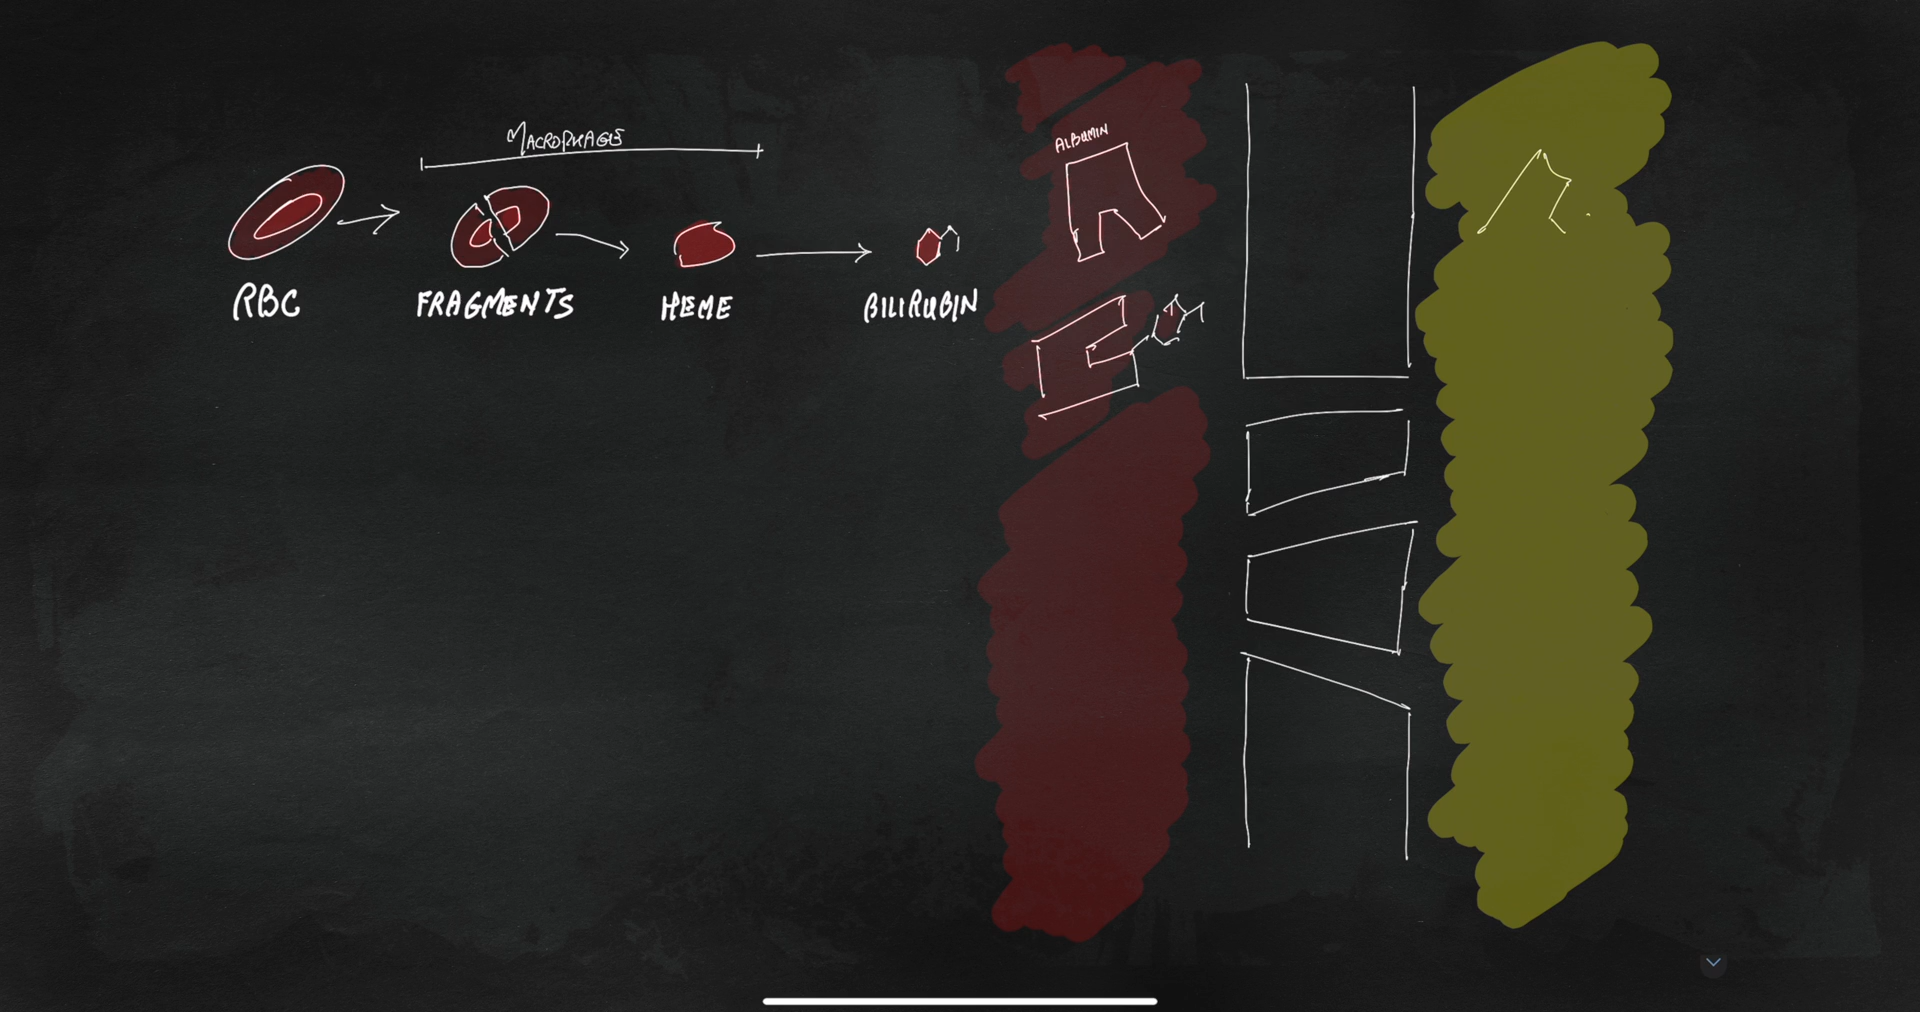 MACROPHAGE
ALBUMIN
RBC
FRAGMENTS
HEME
BILIRUBIN